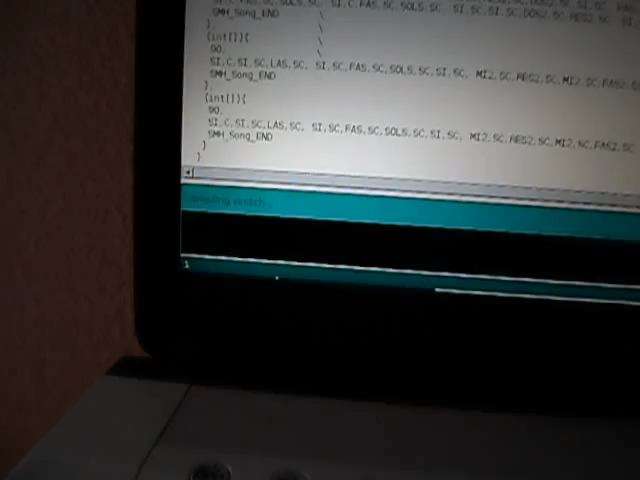 SMH_Song_END
},
(int[]){
90,
SI,C,SI,SC,LAS,SC, SI,SC,FAS,SC,SOLS,SC,SI,SC, MI2,SC,RES2,SC,MI2,SC,FAS2,SC
SMH_Song_END
},
(int[]){
90,
SI,C,SI,SC,LAS,SC, SI,SC,FAS,SC,SOLS,SC,SI,SC, MI2,SC,RES2,SC,MI2,SC,FAS2,SC
SMH_Song_END
}
}
ompiling sketch...
1